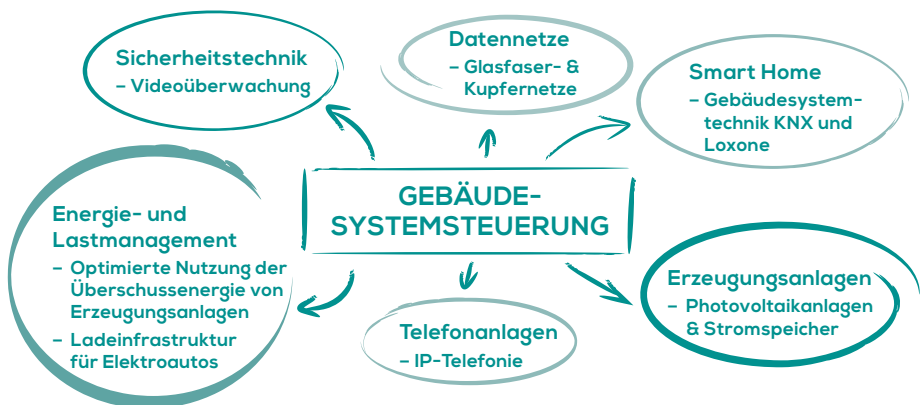 Sicherheitstechnik
– Videoüberwachung
Datennetze
– Glasfaser- &
Kupfernetze
Smart Home
– Gebäudesystem-
technik KNX und
Loxone
GEBÄUDE-
SYSTEMSTEUERUNG
Energie- und
Lastmanagement
– Optimierte Nutzung der
Überschussenergie von
Erzeugungsanlagen
– Ladeinfrastruktur
für Elektroautos
Telefonanlagen
– IP-Telefonie
Erzeugungsanlagen
– Photovoltaikanlagen
& Stromspeicher